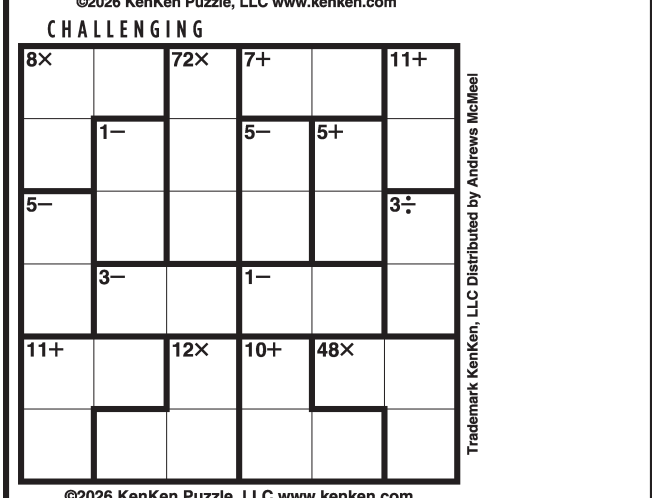 ©2026 KenKen Puzzle, LLC www.kenken.com
CHALLENGING
8× 72× 7+ 11+
1− 5− 5+
5− 3÷
3− 1−
11+ 12× 10+ 48×
Trademark KenKen, LLC Distributed by Andrews McMeel
©2026 KenKen Puzzle, LLC www.kenken.com